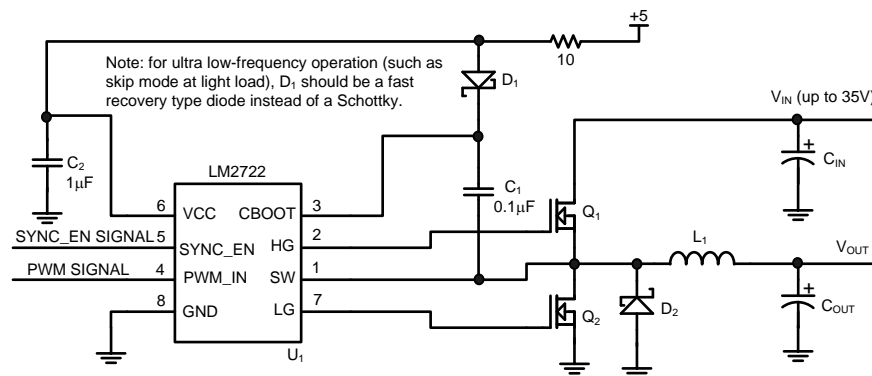 +5
10
Note: for ultra low-frequency operation (such as
skip mode at light load), D1 should be a fast
recovery type diode instead of a Schottky.
D1
VIN (up to 35V)
C2
1μF
LM2722
C1
0.1μF
CIN
6 VCC CBOOT 3
Q1
SYNC_EN SIGNAL 5 SYNC_EN HG 2
L1
VOUT
PWM SIGNAL 4 PWM_IN SW 1
8 GND LG 7
Q2
D2
COUT
U1